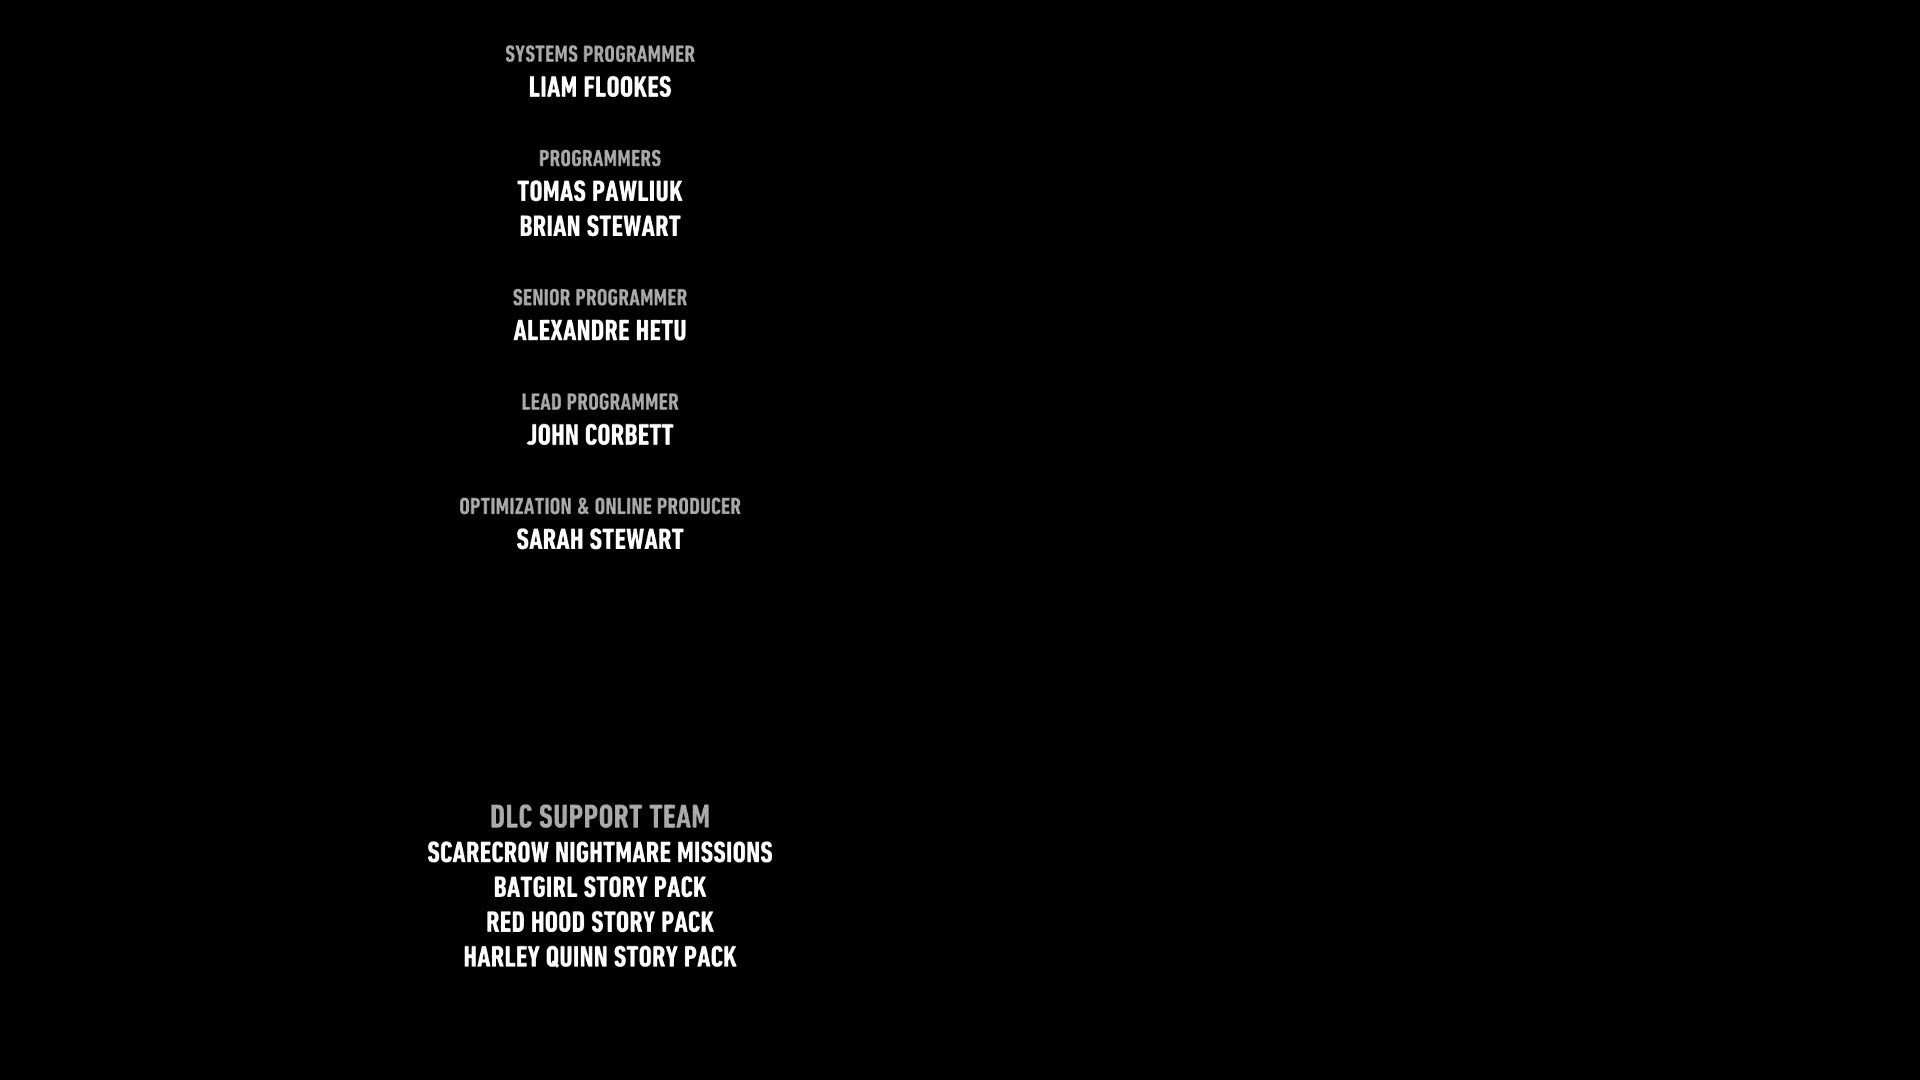 SYSTEMS PROGRAMMER
LIAM FLOOKES
PROGRAMMERS
TOMAS PAWLIUK
BRIAN STEWART
SENIOR PROGRAMMER
ALEXANDRE HETU
LEAD PROGRAMMER
JOHN CORBETT
OPTIMIZATION & ONLINE PRODUCER
SARAH STEWART
DLC SUPPORT TEAM
SCARECROW NIGHTMARE MISSIONS
BATGIRL STORY PACK
RED HOOD STORY PACK
HARLEY QUINN STORY PACK